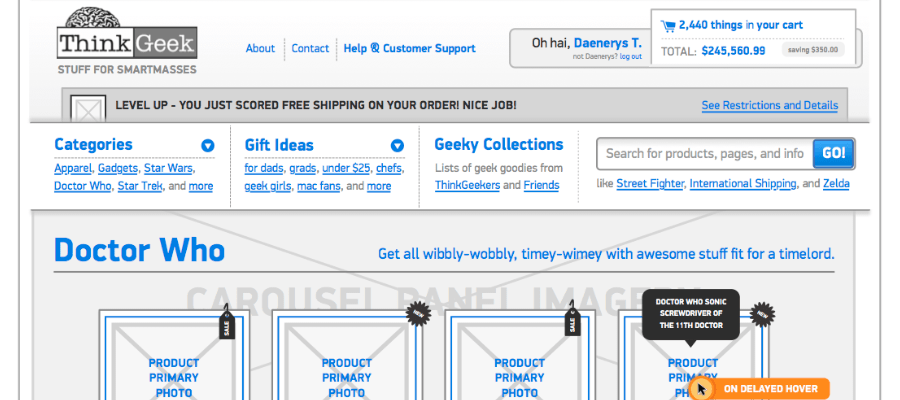 Think Geek
STUFF FOR SMARTMASSES
About Contact Help & Customer Support
Oh hai, Daenerys T.
not Daenerys? log out
2,440 things in your cart
TOTAL: $245,560.99 saving $350.00
LEVEL UP - YOU JUST SCORED FREE SHIPPING ON YOUR ORDER! NICE JOB!
See Restrictions and Details
Categories
Apparel, Gadgets, Star Wars,
Doctor Who, Star Trek, and more
Gift Ideas
for dads, grads, under $25, chefs,
geek girls, mac fans, and more
Geeky Collections
Lists of geek goodies from
ThinkGeekers and Friends
Search for products, pages, and info GO!
like Street Fighter, International Shipping, and Zelda
Doctor Who
Get all wibbly-wobbly, timey-wimey with awesome stuff fit for a timelord.
CAROUSEL PANEL IMAGERY
SALE
PRODUCT
PRIMARY
PHOTO
NEW
PRODUCT
PRIMARY
PHOTO
SALE
PRODUCT
PRIMARY
PHOTO
DOCTOR WHO SONIC
SCREWDRIVER OF
THE 11TH DOCTOR
NEW
PRODUCT
PRIMARY
ON DELAYED HOVER